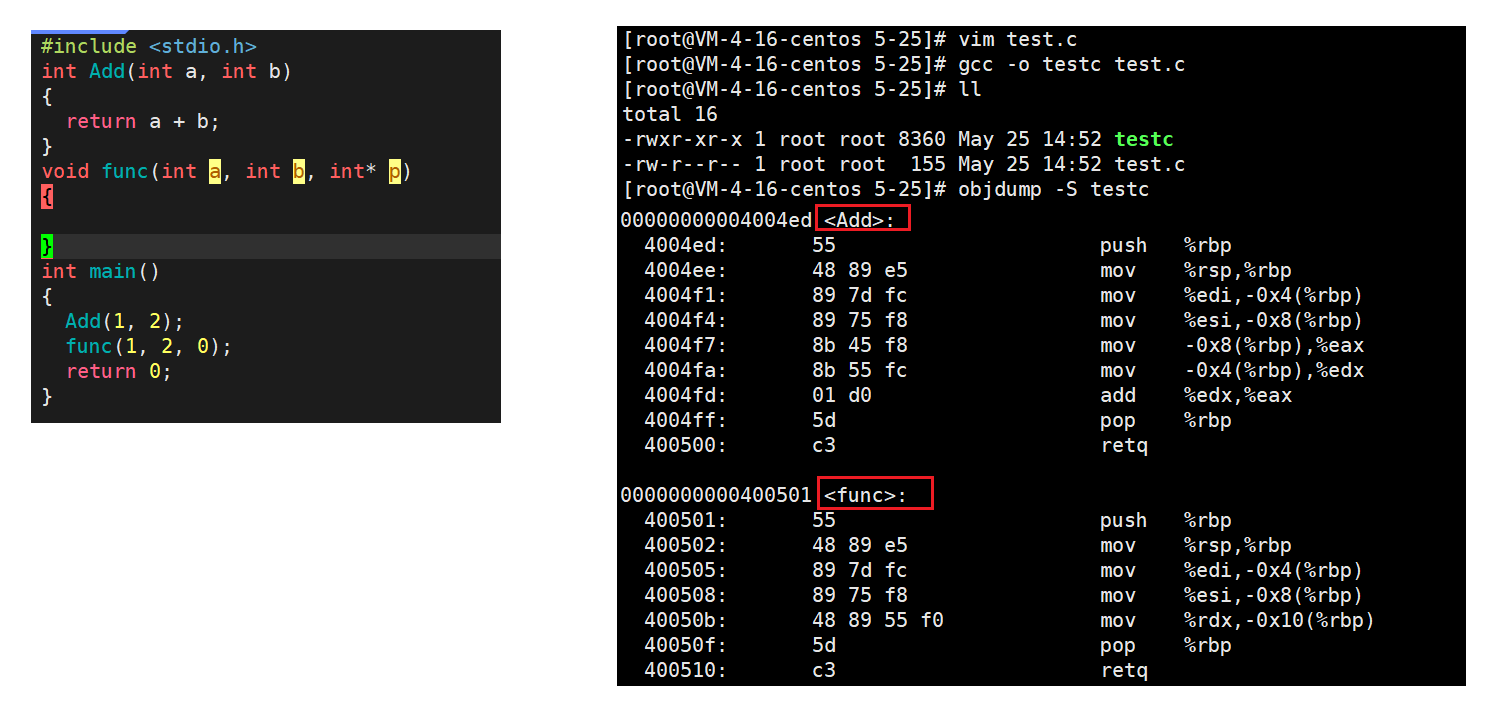 #include <stdio.h>
int Add(int a, int b)
{
  return a + b;
}
void func(int a, int b, int* p)
{
}
int main()
{
  Add(1, 2);
  func(1, 2, 0);
  return 0;
}
[root@VM-4-16-centos 5-25]# vim test.c
[root@VM-4-16-centos 5-25]# gcc -o testc test.c
[root@VM-4-16-centos 5-25]# ll
total 16
-rwxr-xr-x 1 root root 8360 May 25 14:52 testc
-rw-r--r-- 1 root root  155 May 25 14:52 test.c
[root@VM-4-16-centos 5-25]# objdump -S testc
00000000004004ed <Add>:
  4004ed:       55                      push   %rbp
  4004ee:       48 89 e5                mov    %rsp,%rbp
  4004f1:       89 7d fc                mov    %edi,-0x4(%rbp)
  4004f4:       89 75 f8                mov    %esi,-0x8(%rbp)
  4004f7:       8b 45 f8                mov    -0x8(%rbp),%eax
  4004fa:       8b 55 fc                mov    -0x4(%rbp),%edx
  4004fd:       01 d0                   add    %edx,%eax
  4004ff:       5d                      pop    %rbp
  400500:       c3                      retq
0000000000400501 <func>:
  400501:       55                      push   %rbp
  400502:       48 89 e5                mov    %rsp,%rbp
  400505:       89 7d fc                mov    %edi,-0x4(%rbp)
  400508:       89 75 f8                mov    %esi,-0x8(%rbp)
  40050b:       48 89 55 f0             mov    %rdx,-0x10(%rbp)
  40050f:       5d                      pop    %rbp
  400510:       c3                      retq